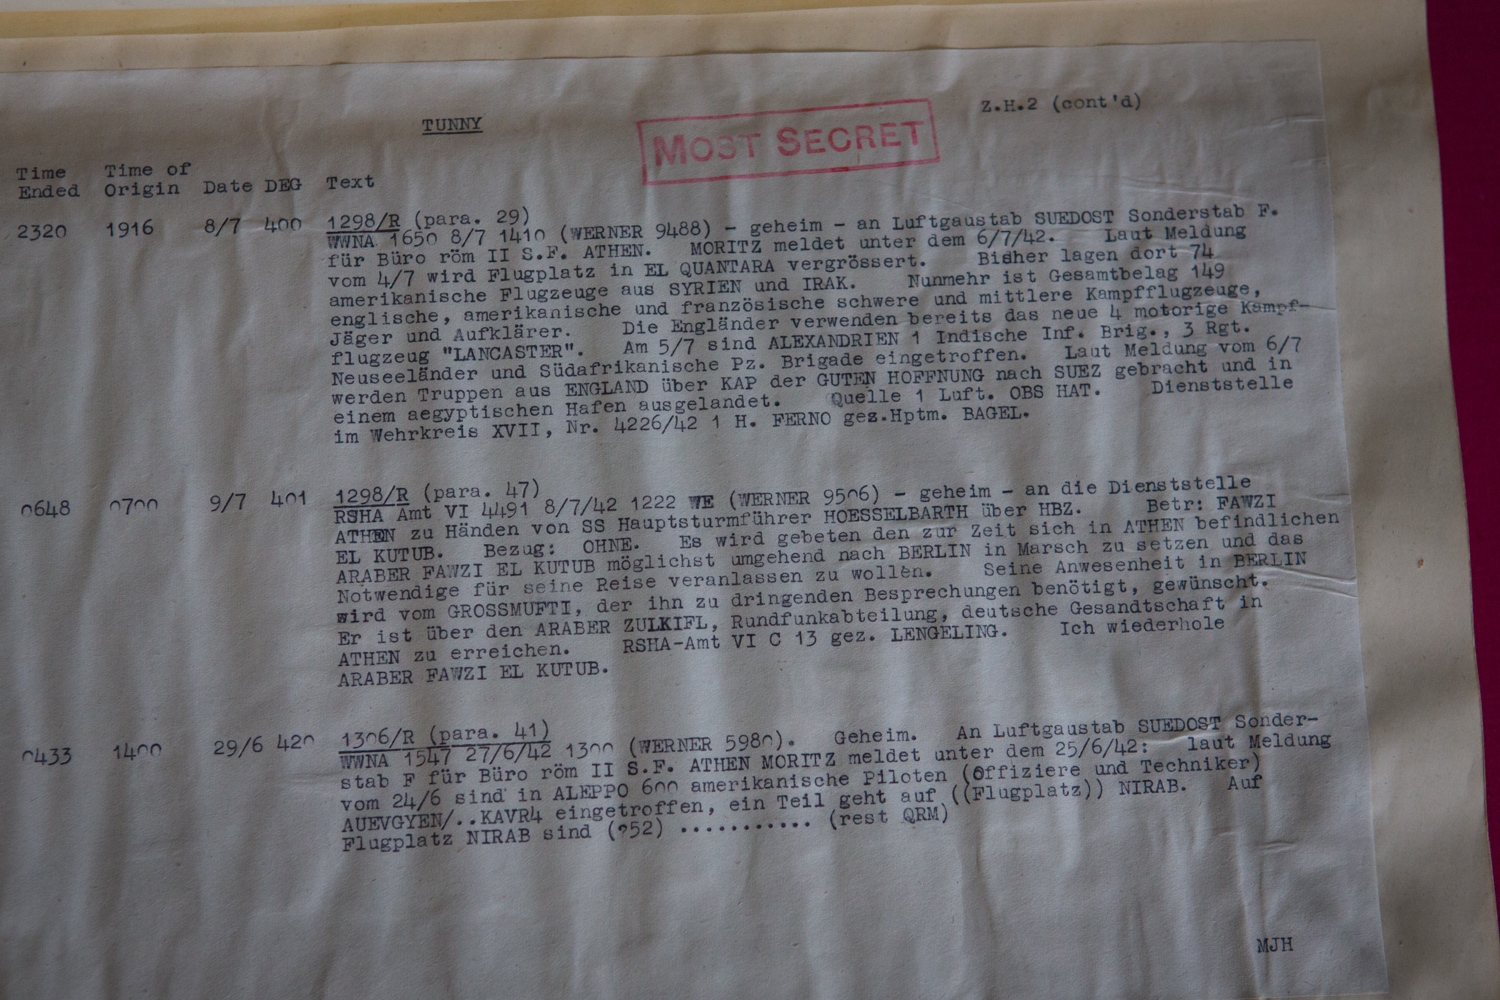 Z.H.2 (cont'd)
TUNNY
MOST SECRET
Time Ended Time of Origin Date DEG Text
2320 1916 8/7 400 1298/R (para. 29)
WWNA 1650 8/7 1410 (WERNER 9488) - geheim - an Luftgaustab SUEDOST Sonderstab F.
für Büro röm II S.F. ATHEN. MORITZ meldet unter dem 6/7/42. Laut Meldung
vom 4/7 wird Flugplatz in EL QUANTARA vergrössert. Bisher lagen dort 74
amerikanische Flugzeuge aus SYRIEN und IRAK. Nunmehr ist Gesamtbelag 149
englische, amerikanische und französische schwere und mittlere Kampfflugzeuge,
Jäger und Aufklärer. Die Engländer verwenden bereits das neue 4 motorige Kampf-
flugzeug "LANCASTER". Am 5/7 sind ALEXANDRIEN 1 Indische Inf. Brig., 3 Rgt.
Neuseeländer und Südafrikanische Pz. Brigade eingetroffen. Laut Meldung vom 6/7
werden Truppen aus ENGLAND über KAP der GUTEN HOFFNUNG nach SUEZ gebracht und in
einem aegyptischen Hafen ausgelandet. Quelle 1 Luft. OBS HAT. Dienststelle
im Wehrkreis XVII, Nr. 4226/42 1 H. FERNO gez.Hptm. BAGEL.
0648 0700 9/7 401 1298/R (para. 47)
RSHA Amt VI 4491 8/7/42 1222 WE (WERNER 9506) - geheim - an die Dienststelle
ATHEN zu Händen von SS Hauptsturmführer HOESSELBARTH über HBZ. Betr: FAWZI
EL KUTUB. Bezug: OHNE. Es wird gebeten den zur Zeit sich in ATHEN befindlichen
ARABER FAWZI EL KUTUB möglichst umgehend nach BERLIN in Marsch zu setzen und das
Notwendige für seine Reise veranlassen zu wollen. Seine Anwesenheit in BERLIN
wird vom GROSSMUFTI, der ihn zu dringenden Besprechungen benötigt, gewünscht.
Er ist über den ARABER ZULKIFL, Rundfunkabteilung, deutsche Gesandtschaft in
ATHEN zu erreichen. RSHA-Amt VI C 13 gez. LENGELING. Ich wiederhole
ARABER FAWZI EL KUTUB.
0433 1400 29/6 420 1306/R (para. 41)
WWNA 1547 27/6/42 1300 (WERNER 5980). Geheim. An Luftgaustab SUEDOST Sonder-
stab F für Büro röm II S.F. ATHEN MORITZ meldet unter dem 25/6/42: laut Meldung
vom 24/6 sind in ALEPPO 600 amerikanische Piloten (Offiziere und Techniker)
AUEVGYEN/..KAVR4 eingetroffen, ein Teil geht auf ((Flugplatz)) NIRAB. Auf
Flugplatz NIRAB sind (?52) ........... (rest QRM)
MJH